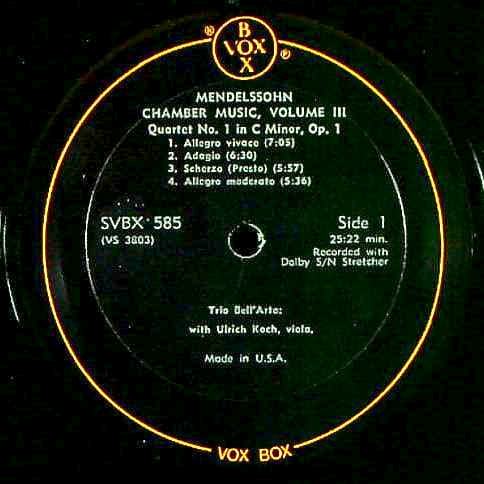 VOX
BOX
®
®
MENDELSSOHN
CHAMBER MUSIC, VOLUME III
Quartet No. 1 in C Minor, Op. 1
1. Allegro vivace (7:05)
2. Adagio (6:30)
3. Scherzo (Presto) (5:57)
4. Allegro moderato (5:36)
SVBX 585
(VS 3803)
Side 1
25:22 min.
Recorded with
Dolby S/N Stretcher
Trio Bell'Arte;
with Ulrich Koch, viola.
Made in U.S.A.
VOX BOX